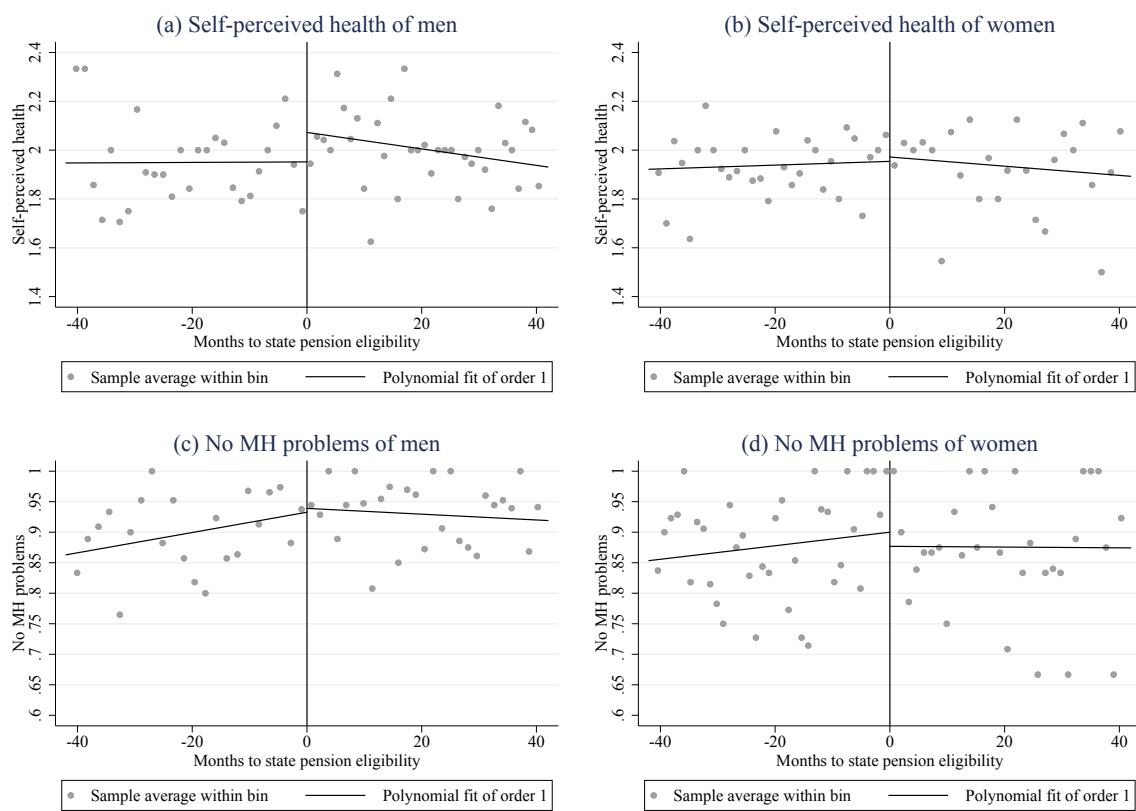 (a) Self-perceived health of men
Self-perceived health
2.4
2.2
2
1.8
1.6
1.4
-40 -20 0 20 40
Months to state pension eligibility
Sample average within bin Polynomial fit of order 1
(b) Self-perceived health of women
Self-perceived health
2.4
2.2
2
1.8
1.6
1.4
-40 -20 0 20 40
Months to state pension eligibility
Sample average within bin Polynomial fit of order 1
(c) No MH problems of men
No MH problems
1
.95
.9
.85
.8
.75
.7
.65
.6
-40 -20 0 20 40
Months to state pension eligibility
Sample average within bin Polynomial fit of order 1
(d) No MH problems of women
No MH problems
1
.95
.9
.85
.8
.75
.7
.65
.6
-40 -20 0 20 40
Months to state pension eligibility
Sample average within bin Polynomial fit of order 1